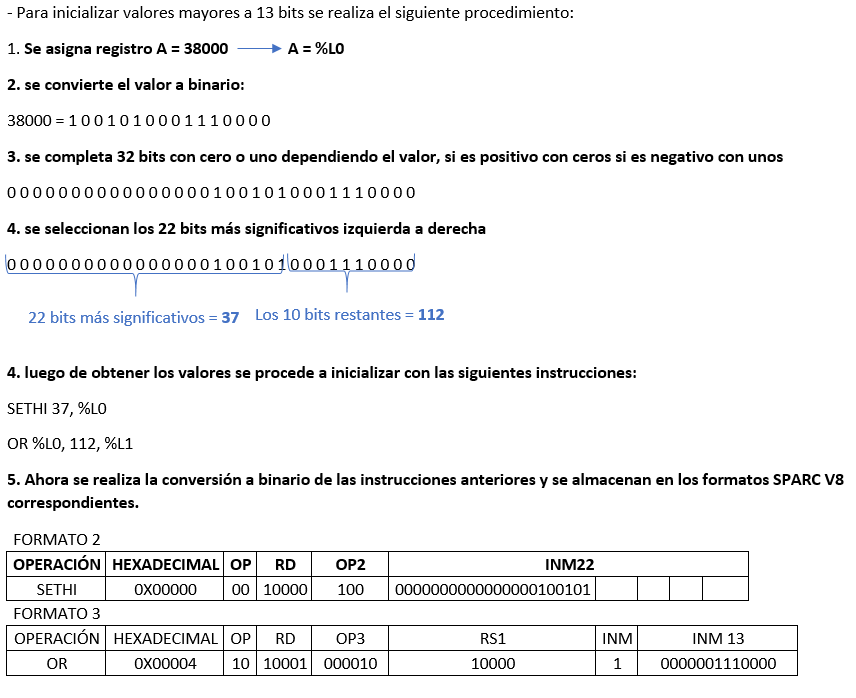 - Para inicializar valores mayores a 13 bits se realiza el siguiente procedimiento:
1. Se asigna registro A = 38000 → A = %L0
2. se convierte el valor a binario:
38000 = 1 0 0 1 0 1 0 0 0 1 1 1 0 0 0 0
3. se completa 32 bits con cero o uno dependiendo el valor, si es positivo con ceros si es negativo con unos
0 0 0 0 0 0 0 0 0 0 0 0 0 0 0 0 1 0 0 1 0 1 0 0 0 1 1 1 0 0 0 0
4. se seleccionan los 22 bits más significativos izquierda a derecha
0 0 0 0 0 0 0 0 0 0 0 0 0 0 0 0 1 0 0 1 0 1 0 0 0 1 1 1 0 0 0 0
22 bits más significativos = 37 Los 10 bits restantes = 112
4. luego de obtener los valores se procede a inicializar con las siguientes instrucciones:
SETHI 37, %L0
OR %L0, 112, %L1
5. Ahora se realiza la conversión a binario de las instrucciones anteriores y se almacenan en los formatos SPARC V8
correspondientes.
FORMATO 2
OPERACIÓN HEXADECIMAL OP RD OP2 INM22
SETHI 0X00000 00 10000 100 0000000000000000100101
FORMATO 3
OPERACIÓN HEXADECIMAL OP RD OP3 RS1 INM INM 13
OR 0X00004 10 10001 000010 10000 1 0000001110000